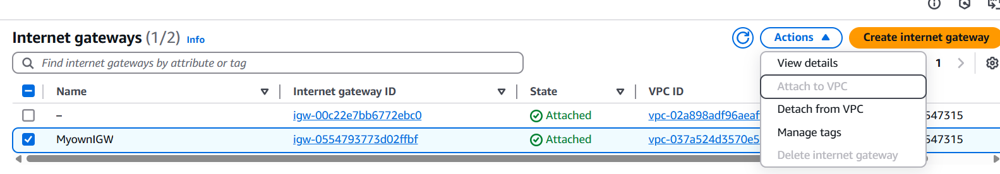 Internet gateways (1/2) Info
Actions
Create internet gateway
Find internet gateways by attribute or tag
1
View details
Attach to VPC
Detach from VPC
Manage tags
Delete internet gateway
Name Internet gateway ID State VPC ID
– igw-00c22e7bb6772ebc0 Attached vpc-02a898adf96aeaf 547315
MyownIGW igw-0554793773d02ffbf Attached vpc-037a524d3570e5 547315